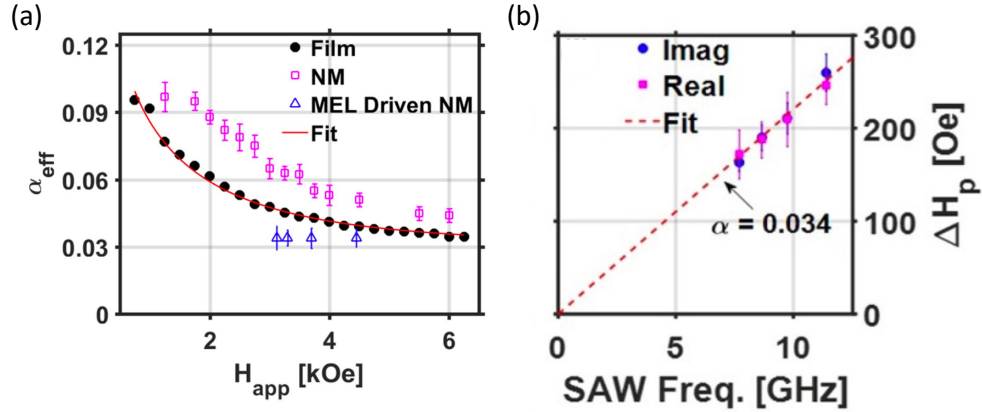 (a)
0.12
0.09
0.06
0.03
0
α_eff
Film
NM
MEL Driven NM
Fit
2
4
6
H_app [kOe]
(b)
300
200
100
0
ΔH_p [Oe]
Imag
Real
Fit
α = 0.034
0
5
10
SAW Freq. [GHz]